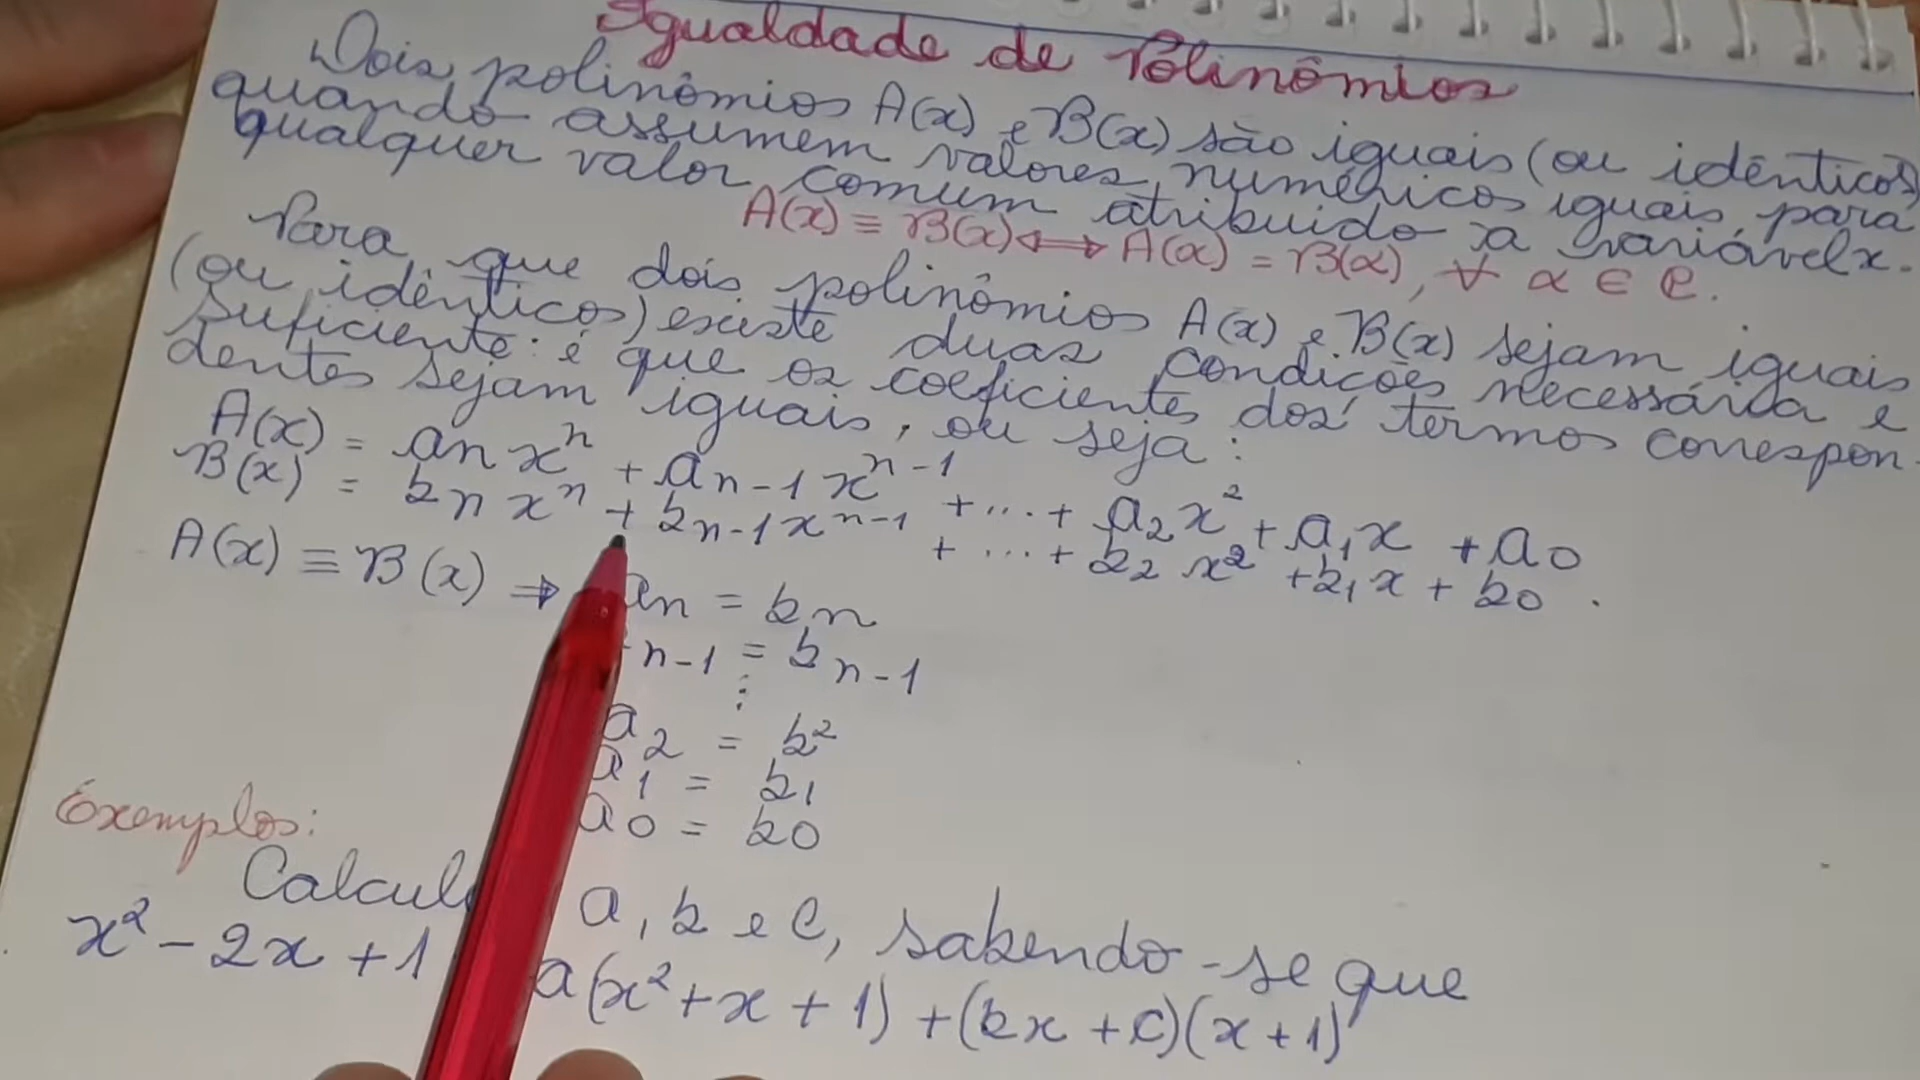 Igualdade de Polinômios
Dois polinômios A(x) e B(x) são iguais (ou idênticos)
quando assumem valores numéricos iguais para
qualquer valor comum atribuido a variável x.
A(x) ≡ B(x) ⟺ A(α) = B(α), ∀ α ∈ ℂ.
Para que dois polinômios A(x) e B(x) sejam iguais
(ou idênticos) existe duas condições necessária e
suficiente: é que os coeficientes dos termos correspon-
dentes sejam iguais, ou seja:
A(x) = anxⁿ + an-1xⁿ⁻¹ + ... + a₂x² + a₁x + a0
B(x) = bnxⁿ + bn-1xⁿ⁻¹ + ... + b₂x² + b₁x + b0.
A(x) ≡ B(x) ⇒ an = bn
n-1 = bn-1
⋮
a₂ = b²
a₁ = b₁
a0 = b0
Exemplos:
Calcul a, b e c, sabendo-se que
x² - 2x + 1 a(x² + x + 1) + (bx + c)(x + 1)